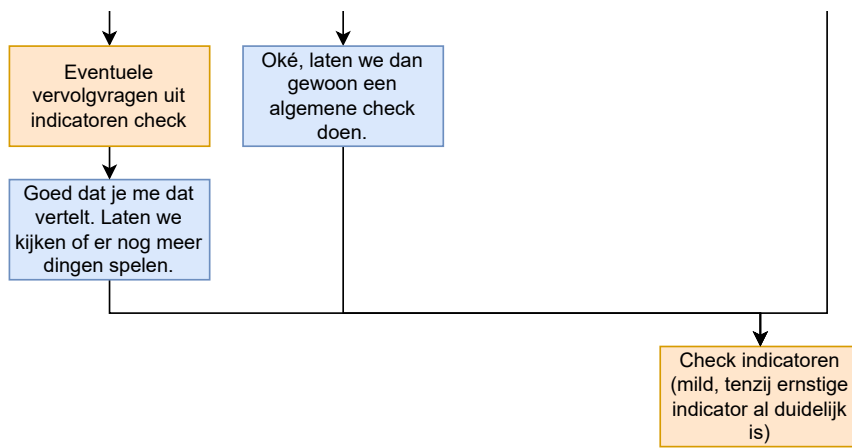 Eventuele
vervolgvragen uit
indicatoren check
Oké, laten we dan
gewoon een
algemene check
doen.
Goed dat je me dat
vertelt. Laten we
kijken of er nog meer
dingen spelen.
Check indicatoren
(mild, tenzij ernstige
indicator al duidelijk
is)